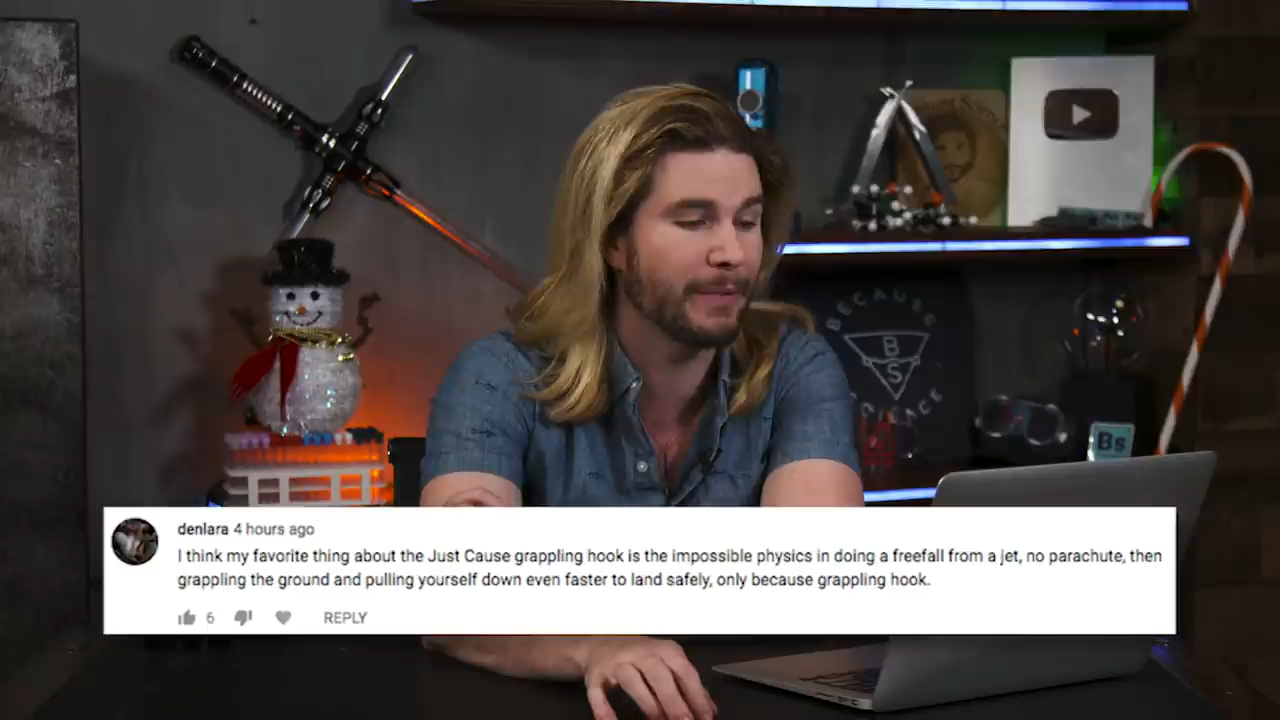 BECAUSE
B
S
Bs
denlara 4 hours ago
I think my favorite thing about the Just Cause grappling hook is the impossible physics in doing a freefall from a jet, no parachute, then
grappling the ground and pulling yourself down even faster to land safely, only because grappling hook.
6 REPLY